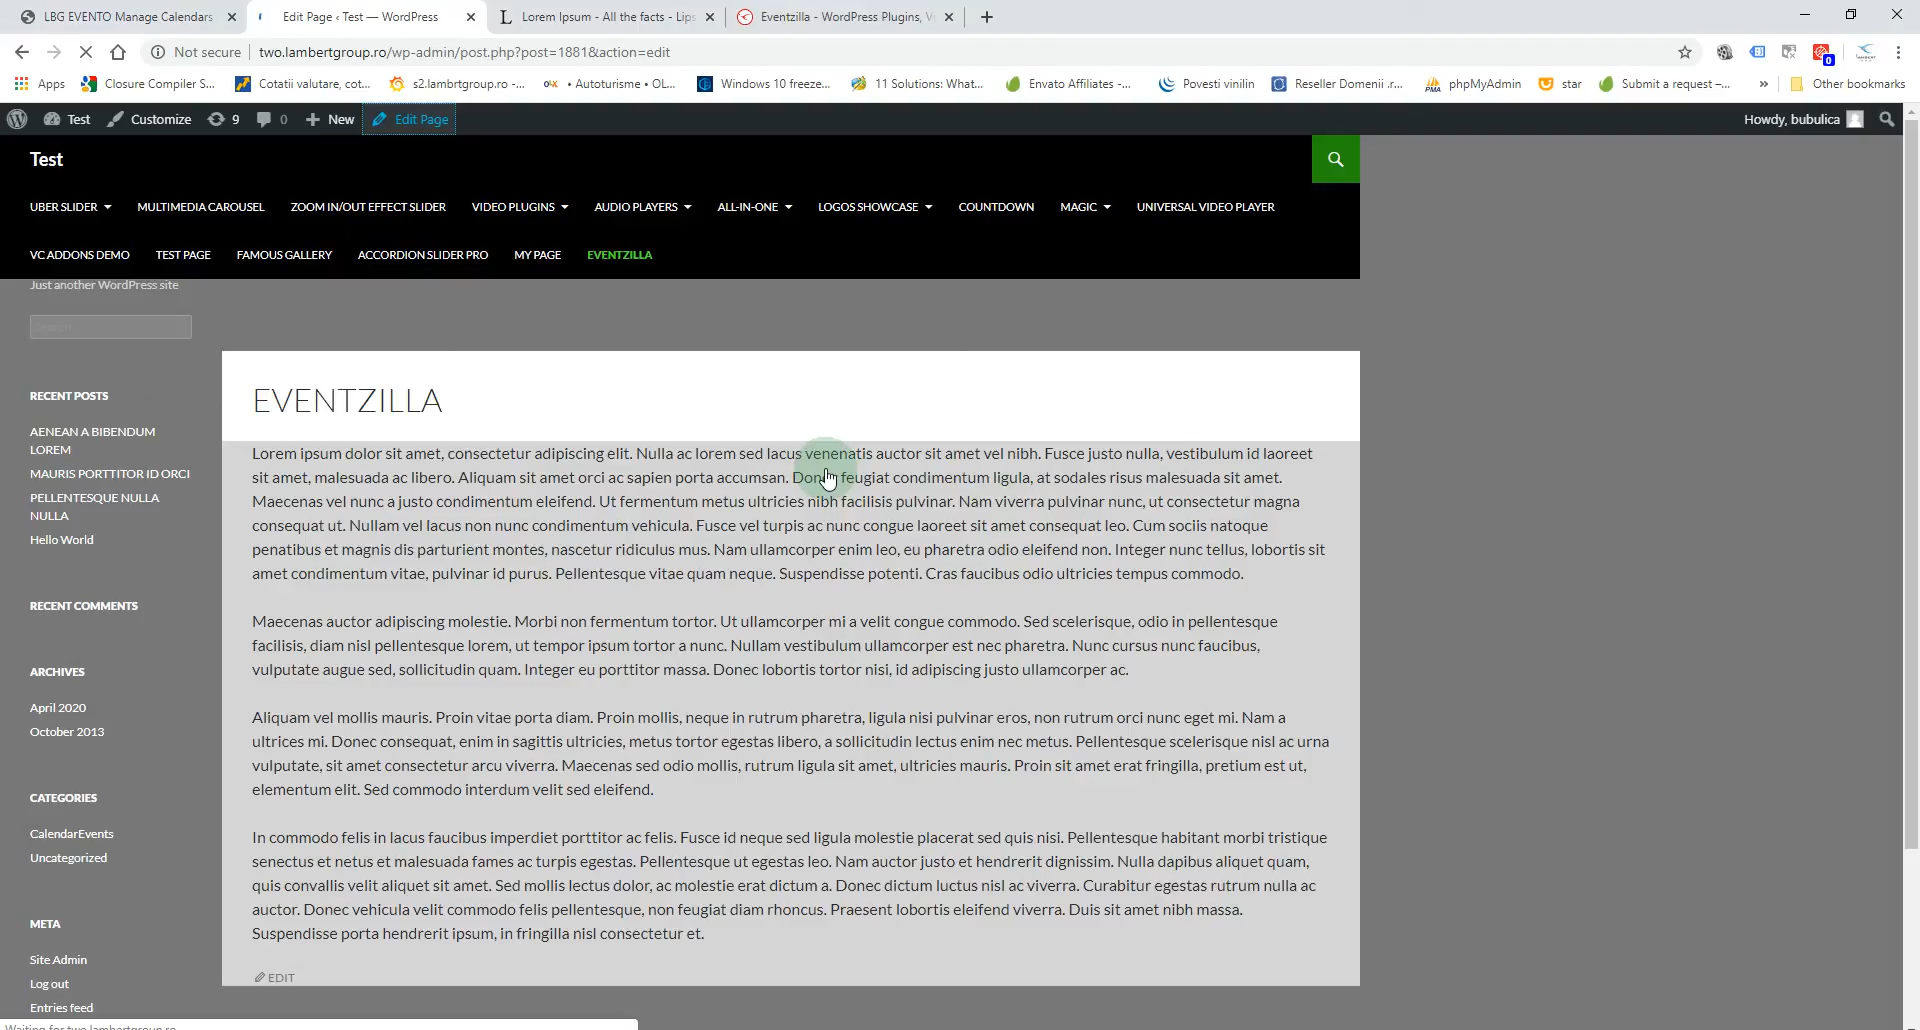 LBG EVENTO Manage Calendars
Edit Page ‹ Test — WordPress
Lorem Ipsum - All the facts - Lips
Eventzilla - WordPress Plugins, V
Not secure
two.lambertgroup.ro/wp-admin/post.php?post=1881&action=edit
0
Apps
Closure Compiler S...
Cotatii valutare, cot...
s2.lambrtgroup.ro -...
• Autoturisme • OL...
Windows 10 freeze...
11 Solutions: What...
Envato Affiliates -...
Povesti vinilin
Reseller Domenii .r...
phpMyAdmin
star
Submit a request –...
»
Other bookmarks
Test
Customize
9
0
New
Edit Page
Howdy, bubulica
Test
UBER SLIDER
MULTIMEDIA CAROUSEL
ZOOM IN/OUT EFFECT SLIDER
VIDEO PLUGINS
AUDIO PLAYERS
ALL-IN-ONE
LOGOS SHOWCASE
COUNTDOWN
MAGIC
UNIVERSAL VIDEO PLAYER
VC ADDONS DEMO
TEST PAGE
FAMOUS GALLERY
ACCORDION SLIDER PRO
MY PAGE
EVENTZILLA
Just another WordPress site
RECENT POSTS
AENEAN A BIBENDUM
LOREM
MAURIS PORTTITOR ID ORCI
PELLENTESQUE NULLA
NULLA
Hello World
RECENT COMMENTS
ARCHIVES
April 2020
October 2013
CATEGORIES
CalendarEvents
Uncategorized
META
Site Admin
Log out
Entries feed
EVENTZILLA
Lorem ipsum dolor sit amet, consectetur adipiscing elit. Nulla ac lorem sed lacus venenatis auctor sit amet vel nibh. Fusce justo nulla, vestibulum id laoreet
sit amet, malesuada ac libero. Aliquam sit amet orci ac sapien porta accumsan. Donec feugiat condimentum ligula, at sodales risus malesuada sit amet.
Maecenas vel nunc a justo condimentum eleifend. Ut fermentum metus ultricies nibh facilisis pulvinar. Nam viverra pulvinar nunc, ut consectetur magna
consequat ut. Nullam vel lacus non nunc condimentum vehicula. Fusce vel turpis ac nunc congue laoreet sit amet consequat leo. Cum sociis natoque
penatibus et magnis dis parturient montes, nascetur ridiculus mus. Nam ullamcorper enim leo, eu pharetra odio eleifend non. Integer nunc tellus, lobortis sit
amet condimentum vitae, pulvinar id purus. Pellentesque vitae quam neque. Suspendisse potenti. Cras faucibus odio ultricies tempus commodo.
Maecenas auctor adipiscing molestie. Morbi non fermentum tortor. Ut ullamcorper mi a velit congue commodo. Sed scelerisque, odio in pellentesque
facilisis, diam nisl pellentesque lorem, ut tempor ipsum tortor a nunc. Nullam vestibulum ullamcorper est nec pharetra. Nunc cursus nunc faucibus,
vulputate augue sed, sollicitudin quam. Integer eu porttitor massa. Donec lobortis tortor nisi, id adipiscing justo ullamcorper ac.
Aliquam vel mollis mauris. Proin vitae porta diam. Proin mollis, neque in rutrum pharetra, ligula nisi pulvinar eros, non rutrum orci nunc eget mi. Nam a
ultrices mi. Donec consequat, enim in sagittis ultricies, metus tortor egestas libero, a sollicitudin lectus enim nec metus. Pellentesque scelerisque nisl ac urna
vulputate, sit amet consectetur arcu viverra. Maecenas sed odio mollis, rutrum ligula sit amet, ultricies mauris. Proin sit amet erat fringilla, pretium est ut,
elementum elit. Sed commodo interdum velit sed eleifend.
In commodo felis in lacus faucibus imperdiet porttitor ac felis. Fusce id neque sed ligula molestie placerat sed quis nisi. Pellentesque habitant morbi tristique
senectus et netus et malesuada fames ac turpis egestas. Pellentesque ut egestas leo. Nam auctor justo et hendrerit dignissim. Nulla dapibus aliquet quam,
quis convallis velit aliquet sit amet. Sed mollis lectus dolor, ac molestie erat dictum a. Donec dictum luctus nisl ac viverra. Curabitur egestas rutrum nulla ac
auctor. Donec vehicula velit commodo felis pellentesque, non feugiat diam rhoncus. Praesent lobortis eleifend viverra. Duis sit amet nibh massa.
Suspendisse porta hendrerit ipsum, in fringilla nisl consectetur et.
EDIT